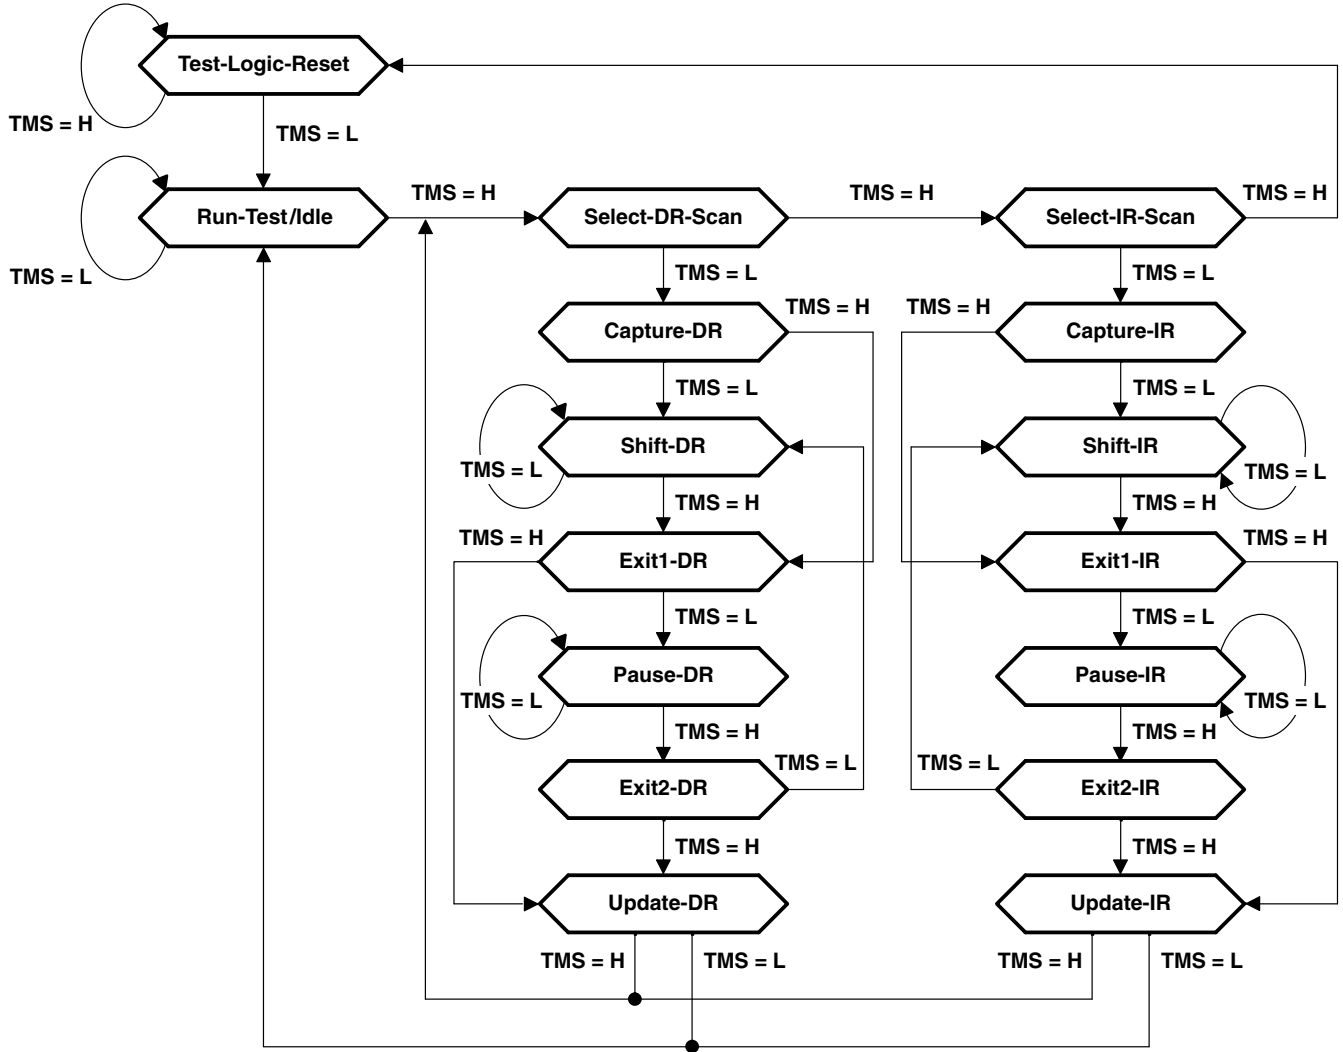 Test-Logic-Reset
TMS = H
TMS = L
TMS = H
TMS = H
TMS = H
Run-Test/Idle
Select-DR-Scan
Select-IR-Scan
TMS = L
TMS = L
TMS = L
TMS = H
TMS = H
Capture-DR
Capture-IR
TMS = L
TMS = L
Shift-DR
Shift-IR
TMS = L
TMS = L
TMS = H
TMS = H
TMS = H
TMS = H
Exit1-DR
Exit1-IR
TMS = L
TMS = L
Pause-DR
Pause-IR
TMS = L
TMS = L
TMS = H
TMS = H
TMS = L
TMS = L
Exit2-DR
Exit2-IR
TMS = H
TMS = H
Update-DR
Update-IR
TMS = H
TMS = L
TMS = H
TMS = L